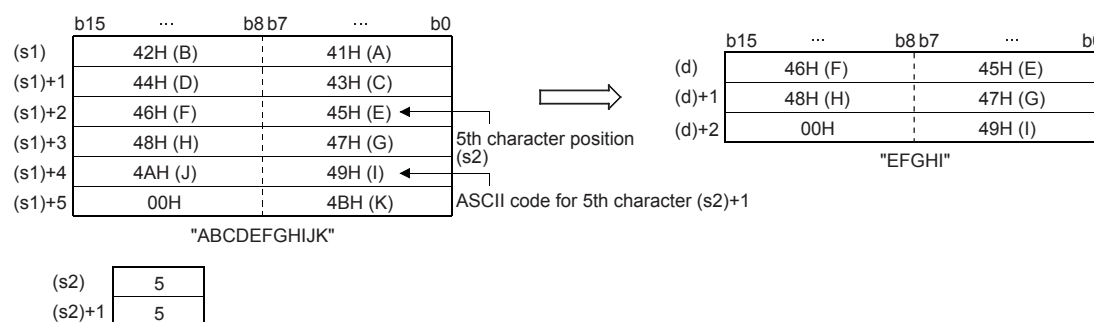 b15 ··· b8 b7 ··· b0
(s1) 42H (B) 41H (A)
(s1)+1 44H (D) 43H (C)
(s1)+2 46H (F) 45H (E)
(s1)+3 48H (H) 47H (G)
(s1)+4 4AH (J) 49H (I)
(s1)+5 00H 4BH (K)
"ABCDEFGHIJK"
5th character position
(s2)
ASCII code for 5th character (s2)+1
b15 ··· b8 b7 ··· b0
(d) 46H (F) 45H (E)
(d)+1 48H (H) 47H (G)
(d)+2 00H 49H (I)
"EFGHI"
(s2) 5
(s2)+1 5